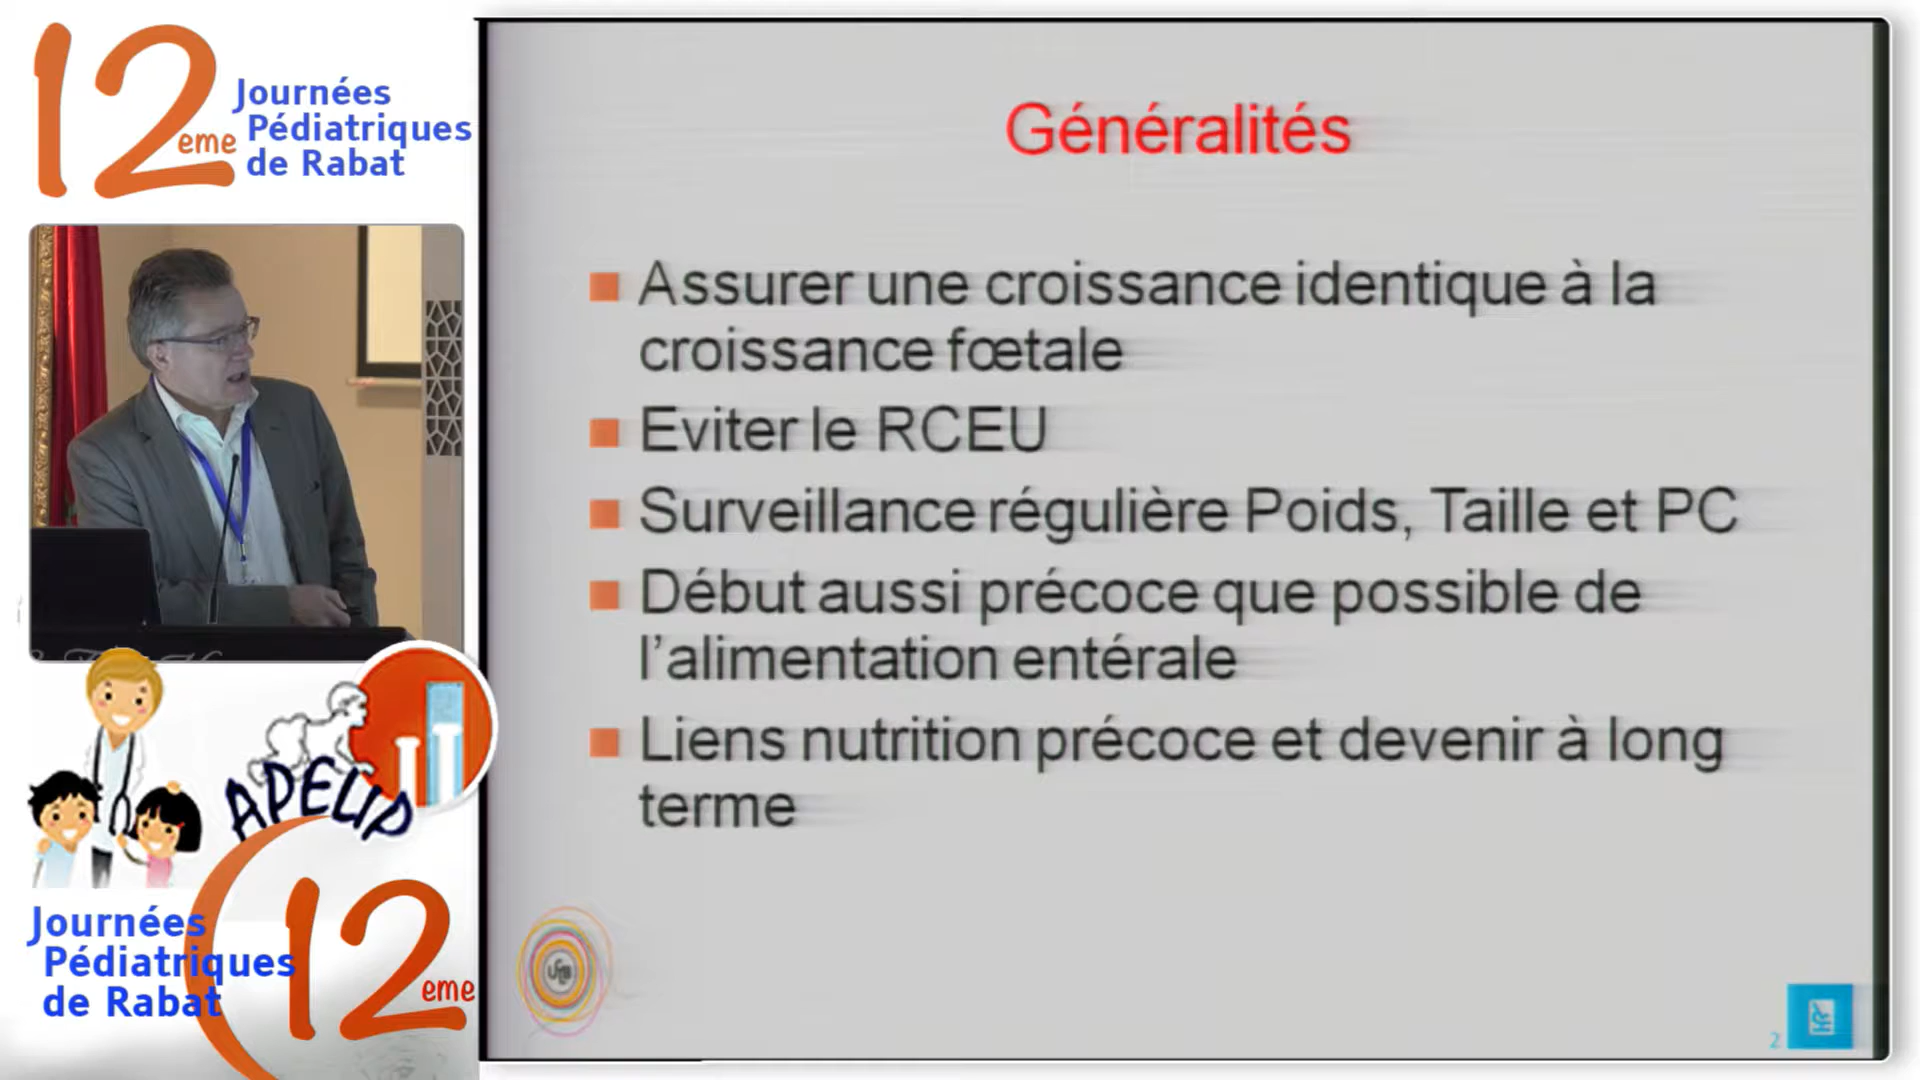 12eme
Journées
Pédiatriques
de Rabat
Généralités
Assurer une croissance identique à la
croissance fœtale
Eviter le RCEU
Surveillance régulière Poids, Taille et PC
Début aussi précoce que possible de
l’alimentation entérale
Liens nutrition précoce et devenir à long
terme
APELIP
Journées
Pédiatriques
de Rabat
12eme
2